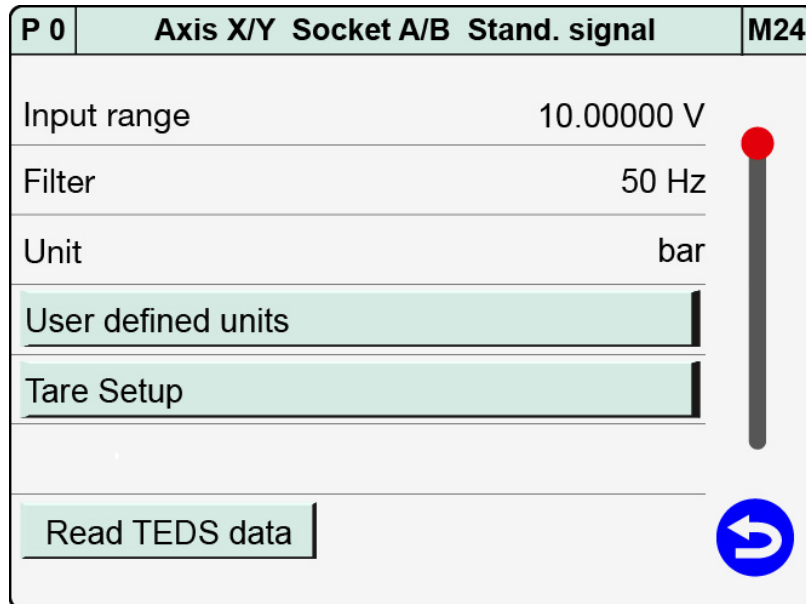 P 0 Axis X/Y Socket A/B Stand. signal M24
Input range 10.00000 V
Filter 50 Hz
Unit bar
User defined units
Tare Setup
Read TEDS data